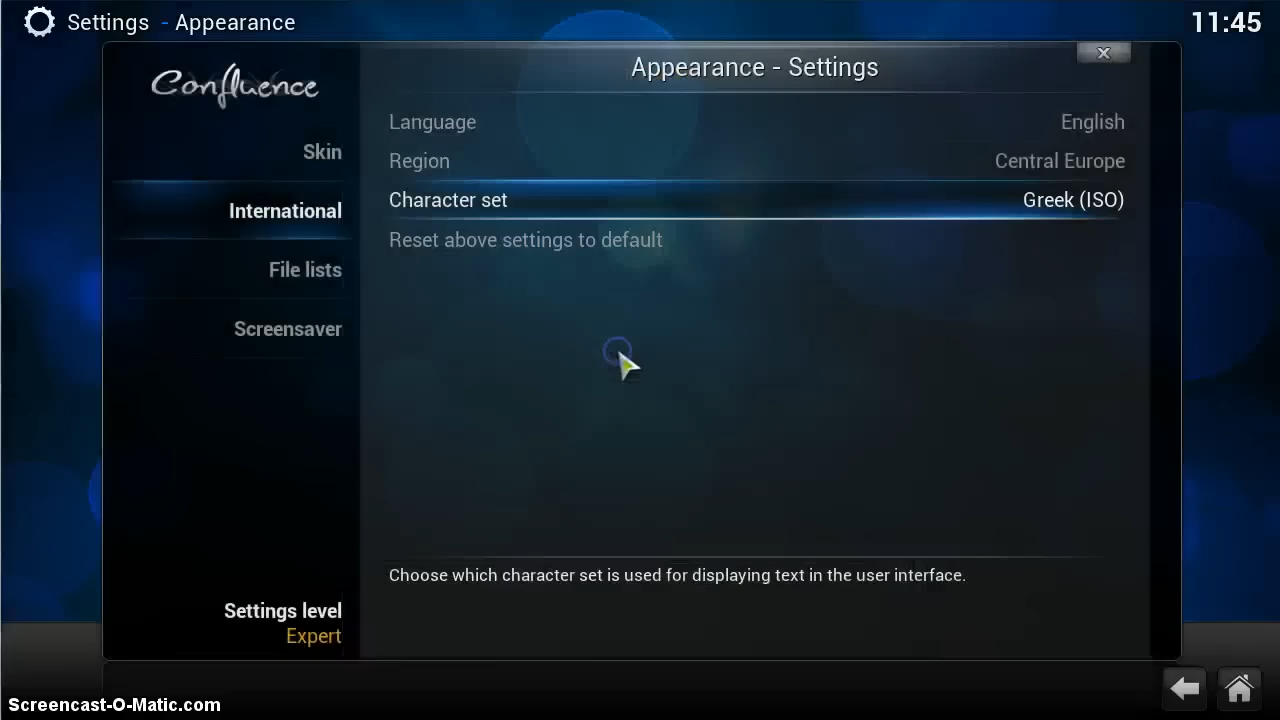 Settings - Appearance
11:45
Confluence
Appearance - Settings
Skin
International
File lists
Screensaver
Language English
Region Central Europe
Character set Greek (ISO)
Reset above settings to default
Choose which character set is used for displaying text in the user interface.
Settings level
Expert
Screencast-O-Matic.com